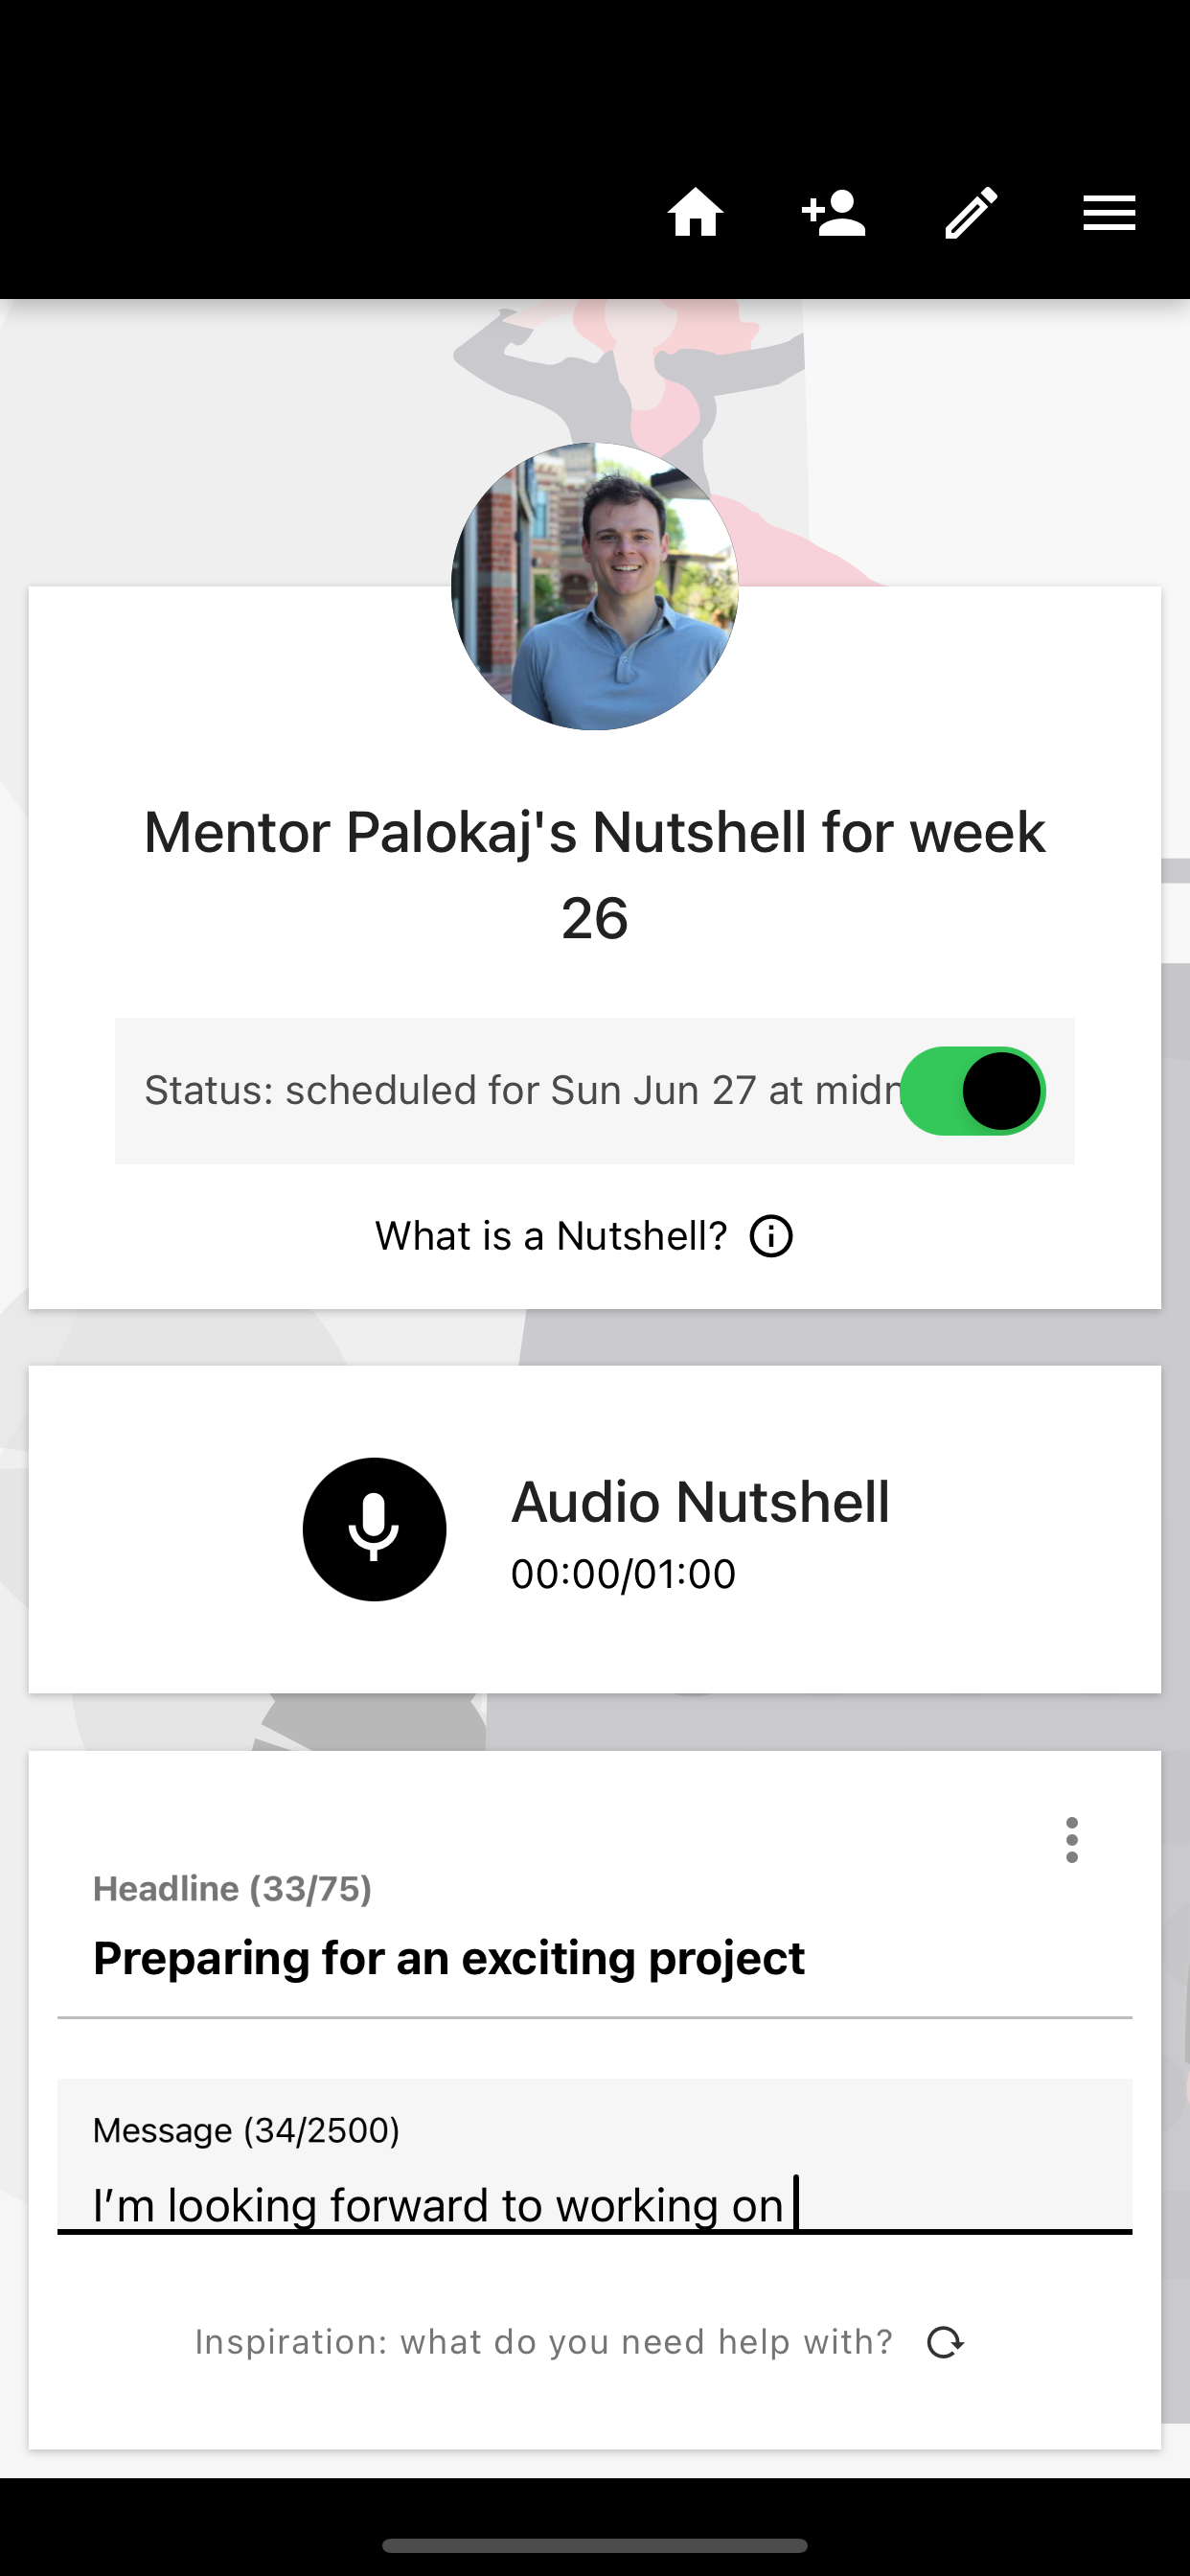 Mentor Palokaj's Nutshell for week
26
Status: scheduled for Sun Jun 27 at midn
What is a Nutshell?
Audio Nutshell
00:00/01:00
Headline (33/75)
Preparing for an exciting project
Message (34/2500)
I’m looking forward to working on
Inspiration: what do you need help with?